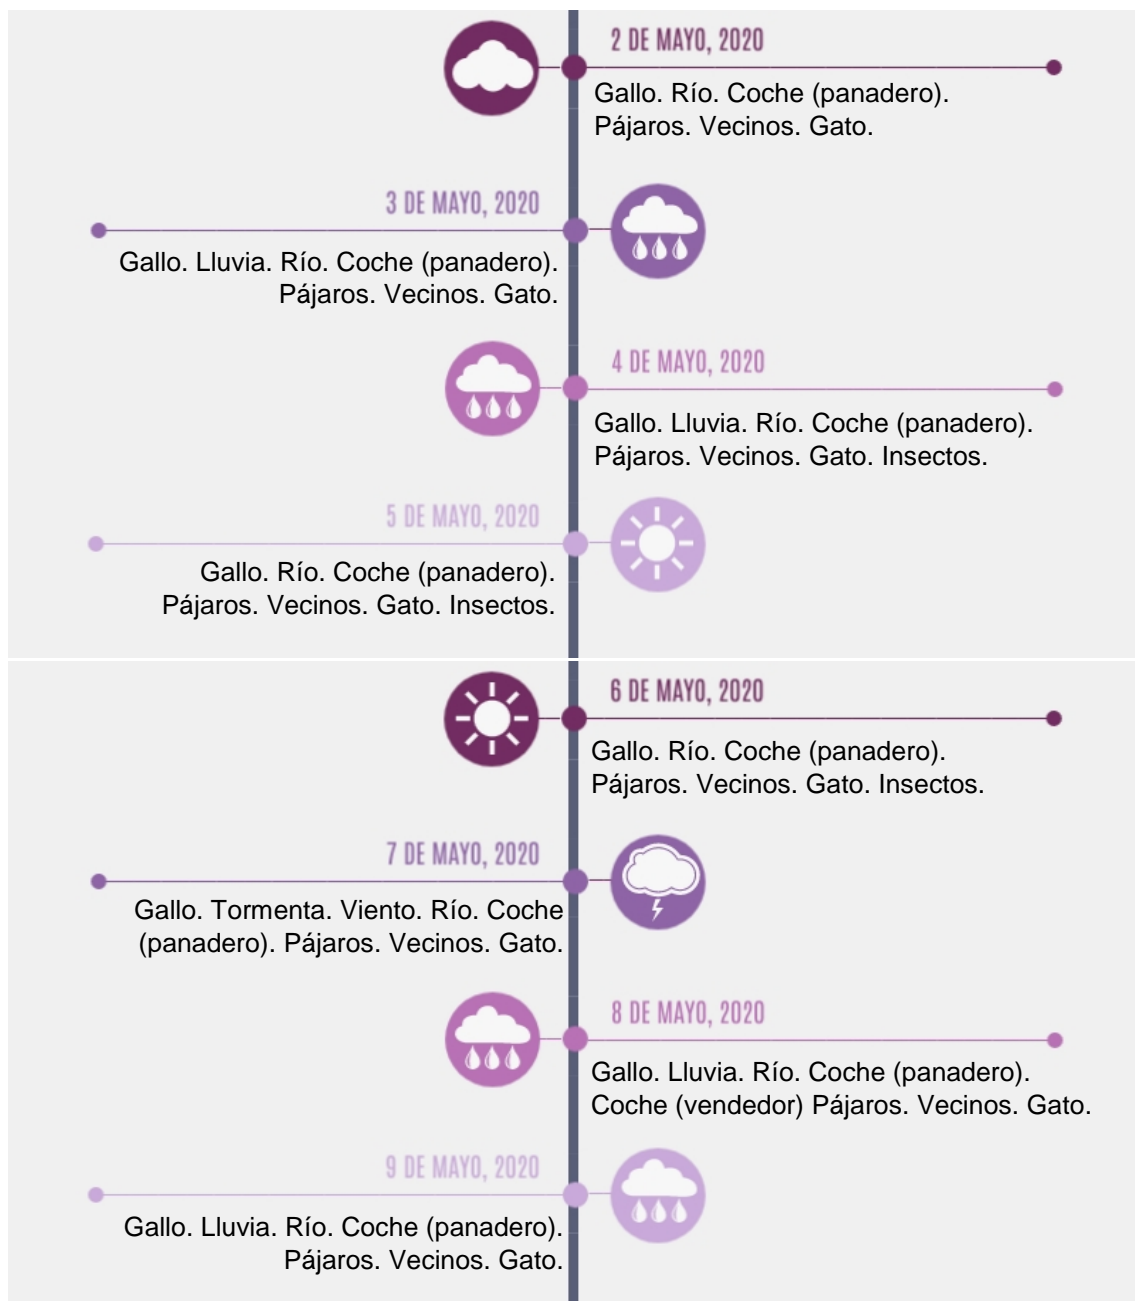 2 DE MAYO, 2020
Gallo. Río. Coche (panadero).
Pájaros. Vecinos. Gato.
3 DE MAYO, 2020
Gallo. Lluvia. Río. Coche (panadero).
Pájaros. Vecinos. Gato.
4 DE MAYO, 2020
Gallo. Lluvia. Río. Coche (panadero).
Pájaros. Vecinos. Gato. Insectos.
5 DE MAYO, 2020
Gallo. Río. Coche (panadero).
Pájaros. Vecinos. Gato. Insectos.
6 DE MAYO, 2020
Gallo. Río. Coche (panadero).
Pájaros. Vecinos. Gato. Insectos.
7 DE MAYO, 2020
Gallo. Tormenta. Viento. Río. Coche
(panadero). Pájaros. Vecinos. Gato.
8 DE MAYO, 2020
Gallo. Lluvia. Río. Coche (panadero).
Coche (vendedor) Pájaros. Vecinos. Gato.
9 DE MAYO, 2020
Gallo. Lluvia. Río. Coche (panadero).
Pájaros. Vecinos. Gato.